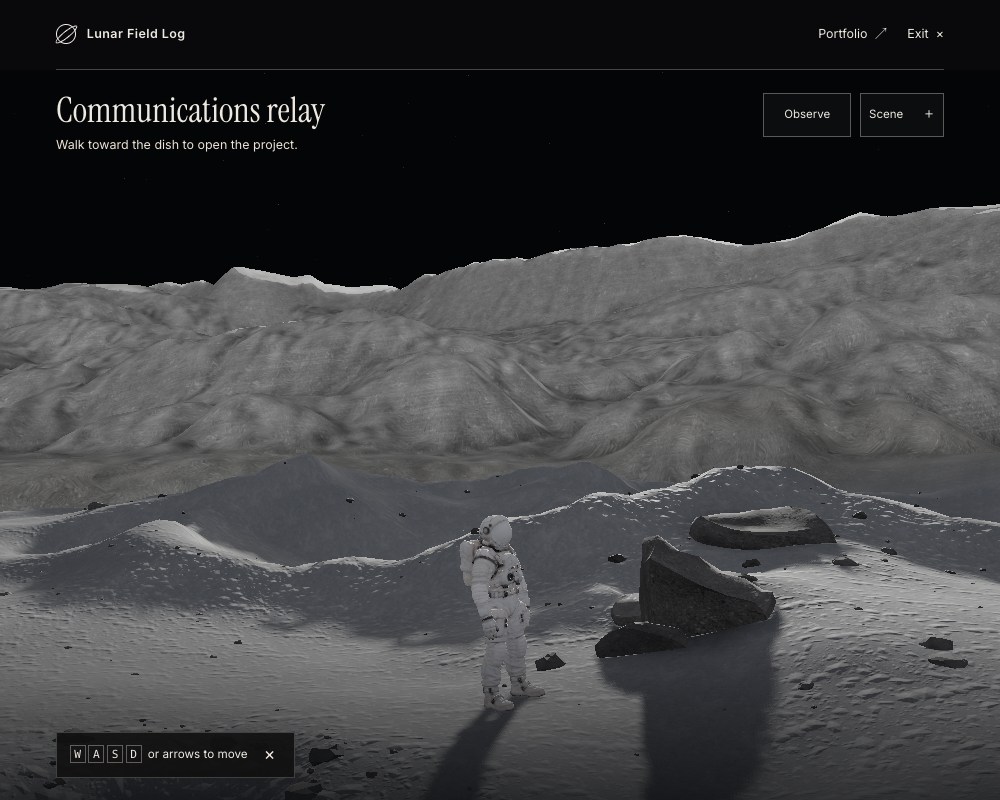 Lunar Field Log
Portfolio ↗ Exit ×
Communications relay
Walk toward the dish to open the project.
Observe
Scene +
W A S D or arrows to move ×